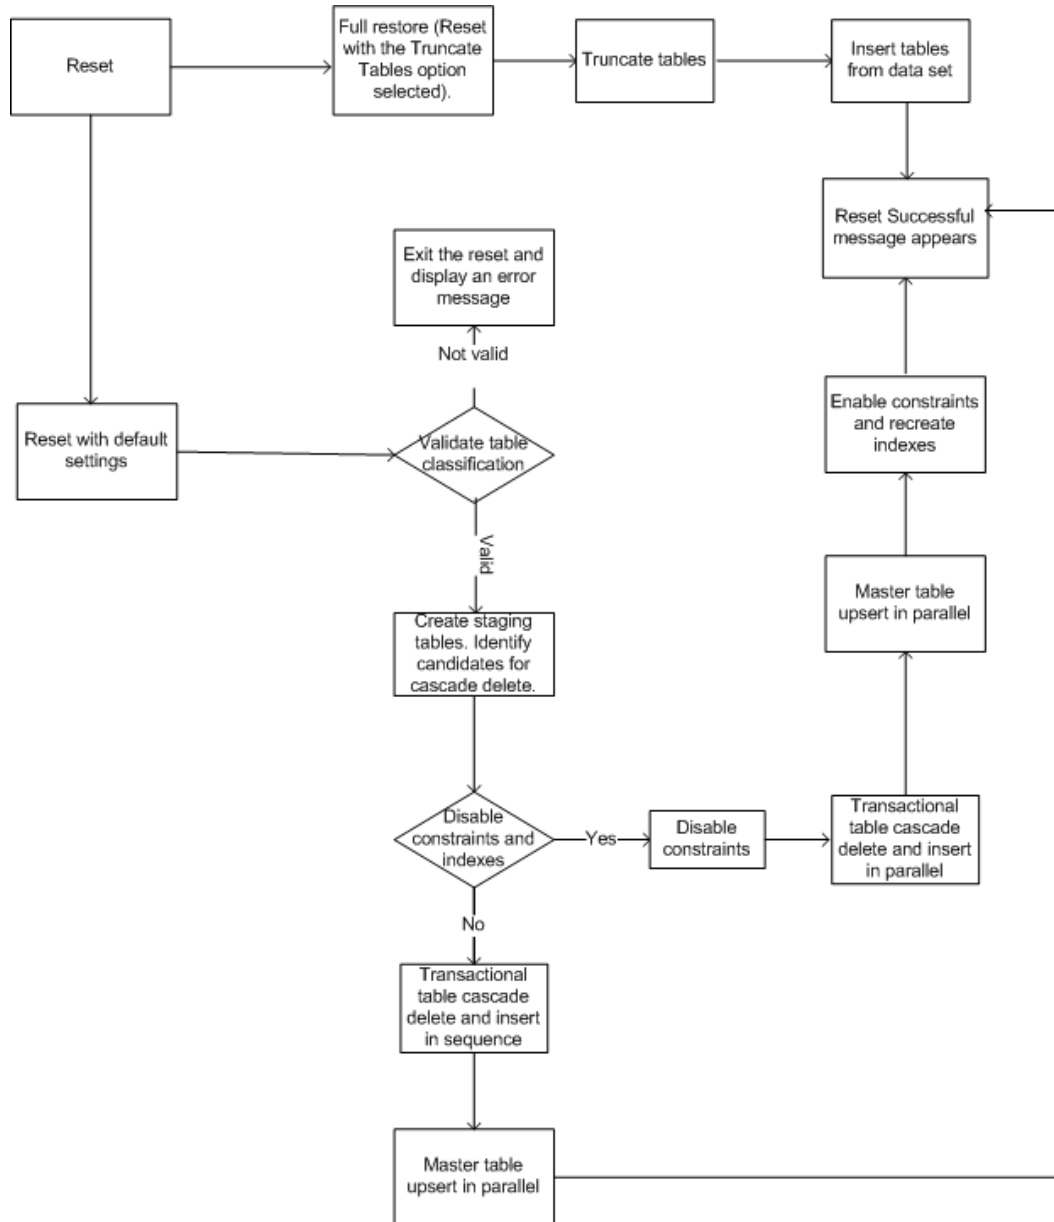 Reset
Full restore (Reset
with the Truncate
Tables option
selected).
Truncate tables
Insert tables
from data set
Reset Successful
message appears
Exit the reset and
display an error
message
Not valid
Enable constraints
and recreate
indexes
Reset with default
settings
Validate table
classification
Valid
Master table
upsert in parallel
Create staging
tables. Identify
candidates for
cascade delete.
Disable
constraints and
indexes
Yes
Disable
constraints
Transactional
table cascade
delete and insert
in parallel
No
Transactional
table cascade
delete and insert
in sequence
Master table
upsert in parallel